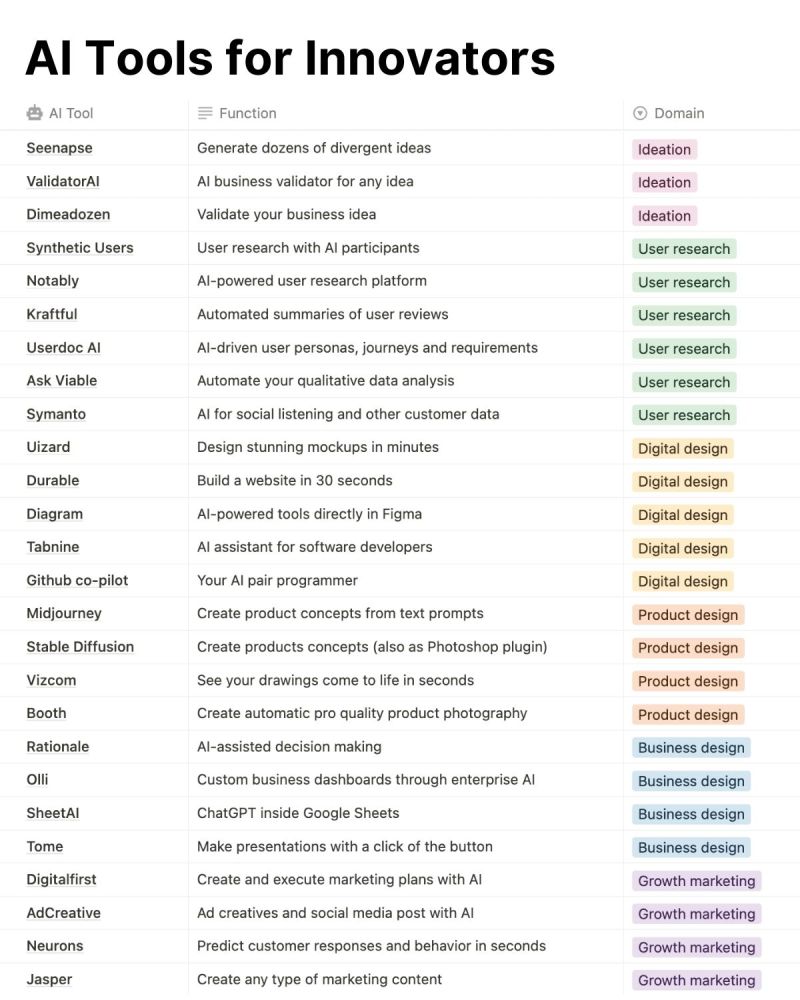 AI Tools for Innovators
AI Tool Function Domain
Seenapse Generate dozens of divergent ideas Ideation
ValidatorAI AI business validator for any idea Ideation
Dimeadozen Validate your business idea Ideation
Synthetic Users User research with AI participants User research
Notably AI-powered user research platform User research
Kraftful Automated summaries of user reviews User research
Userdoc AI AI-driven user personas, journeys and requirements User research
Ask Viable Automate your qualitative data analysis User research
Symanto AI for social listening and other customer data User research
Uizard Design stunning mockups in minutes Digital design
Durable Build a website in 30 seconds Digital design
Diagram AI-powered tools directly in Figma Digital design
Tabnine AI assistant for software developers Digital design
Github co-pilot Your AI pair programmer Digital design
Midjourney Create product concepts from text prompts Product design
Stable Diffusion Create products concepts (also as Photoshop plugin) Product design
Vizcom See your drawings come to life in seconds Product design
Booth Create automatic pro quality product photography Product design
Rationale AI-assisted decision making Business design
Olli Custom business dashboards through enterprise AI Business design
SheetAI ChatGPT inside Google Sheets Business design
Tome Make presentations with a click of the button Business design
Digitalfirst Create and execute marketing plans with AI Growth marketing
AdCreative Ad creatives and social media post with AI Growth marketing
Neurons Predict customer responses and behavior in seconds Growth marketing
Jasper Create any type of marketing content Growth marketing